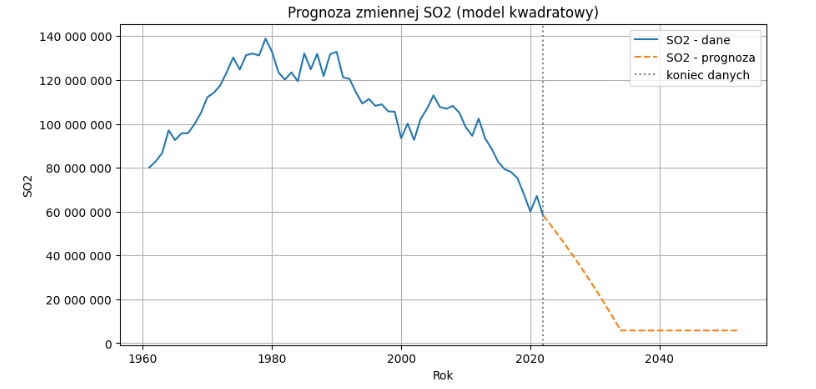 Prognoza zmiennej SO2 (model kwadratowy)
140 000 000
120 000 000
100 000 000
80 000 000
60 000 000
40 000 000
20 000 000
0
SO2
SO2 - dane
SO2 - prognoza
koniec danych
1960
1980
2000
2020
2040
Rok